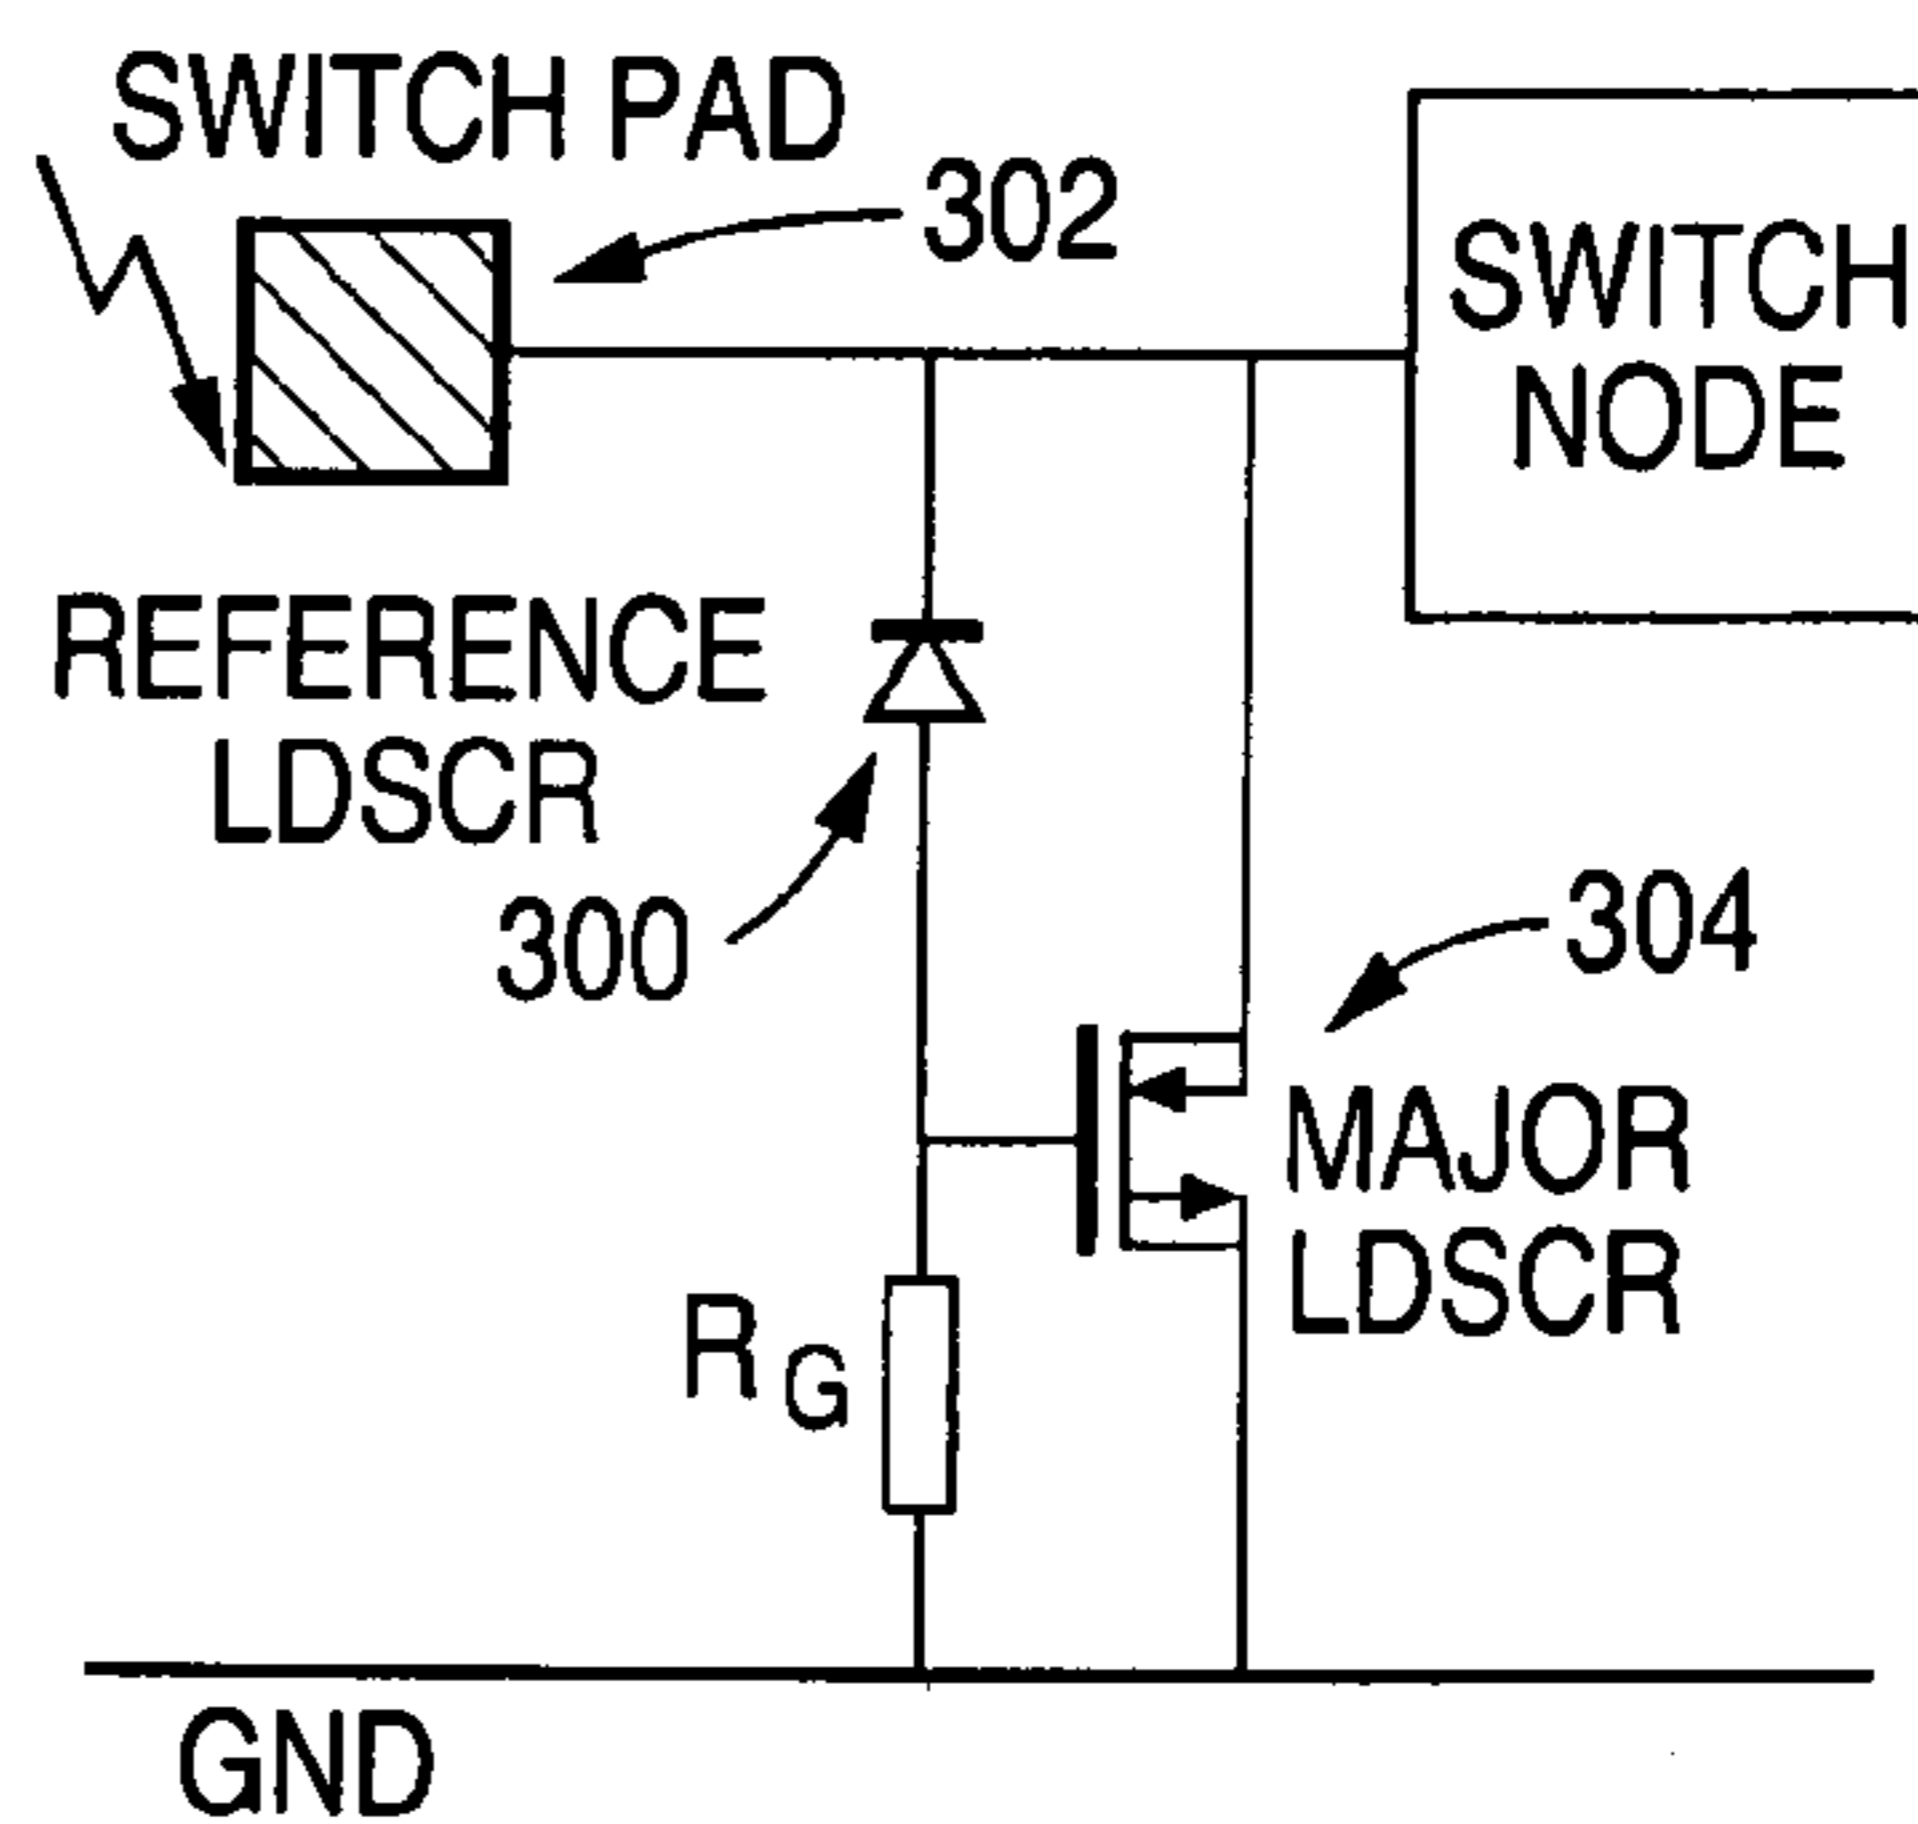 SWITCH PAD
302
SWITCH
NODE
REFERENCE
LDSCR
300
304
MAJOR
LDSCR
RG
GND